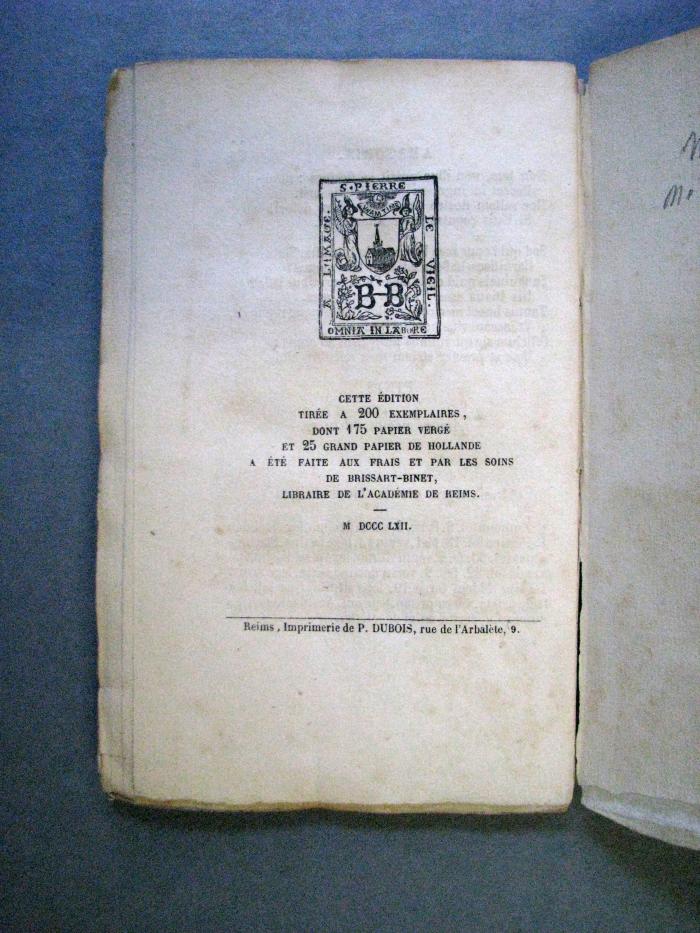 S. PIERRE
A L'IMAGE.
LE VIEIL.
B-B
OMNIA IN LABORE
CETTE ÉDITION
TIRÉE A 200 EXEMPLAIRES,
DONT 175 PAPIER VERGÉ
ET 25 GRAND PAPIER DE HOLLANDE
A ÉTÉ FAITE AUX FRAIS ET PAR LES SOINS
DE BRISSART-BINET,
LIBRAIRE DE L'ACADÉMIE DE REIMS.
M DCCC LXII.
Reims, Imprimerie de P. DUBOIS, rue de l'Arbalète, 9.